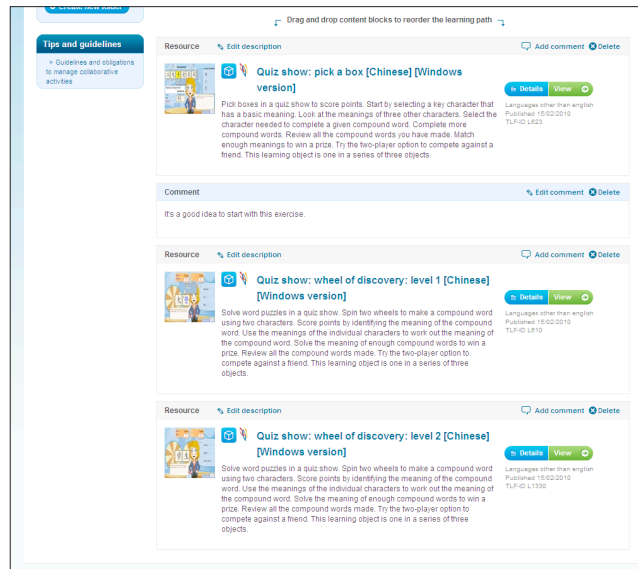 Create new folder
Drag and drop content blocks to reorder the learning path
Tips and guidelines
Guidelines and obligations
to manage collaborative
activities
Resource Edit description Add comment Delete
Quiz show: pick a box [Chinese] [Windows
version]
Pick boxes in a quiz show to score points. Start by selecting a key character that
has a basic meaning. Look at the meanings of three other characters. Select the
character needed to complete a given compound word. Complete more
compound words. Review all the compound words you have made. Match
enough meanings to win a prize. Try the two-player option to compete against a
friend. This learning object is one in a series of three objects.
Details View
Languages other than english
Published 15/02/2010
TLF-ID L623
Comment Edit comment Delete
It's a good idea to start with this exercise.
Resource Edit description Add comment Delete
Quiz show: wheel of discovery: level 1 [Chinese]
[Windows version]
Solve word puzzles in a quiz show. Spin two wheels to make a compound word
using two characters. Score points by identifying the meaning of the compound
word. Use the meanings of the individual characters to work out the meaning of
the compound word. Solve the meaning of enough compound words to win a
prize. Review all the compound words made. Try the two-player option to
compete against a friend. This learning object is one in a series of three
objects.
Details View
Languages other than english
Published 15/02/2010
TLF-ID L610
Resource Edit description Add comment Delete
Quiz show: wheel of discovery: level 2 [Chinese]
[Windows version]
Solve word puzzles in a quiz show. Spin two wheels to make a compound word
using two characters. Score points by identifying the meaning of the compound
word. Use the meanings of the individual characters to work out the meaning of
the compound word. Solve the meaning of enough compound words to win a
prize. Review all the compound words made. Try the two-player option to
compete against a friend. This learning object is one in a series of three
objects.
Details View
Languages other than english
Published 15/02/2010
TLF-ID L1330